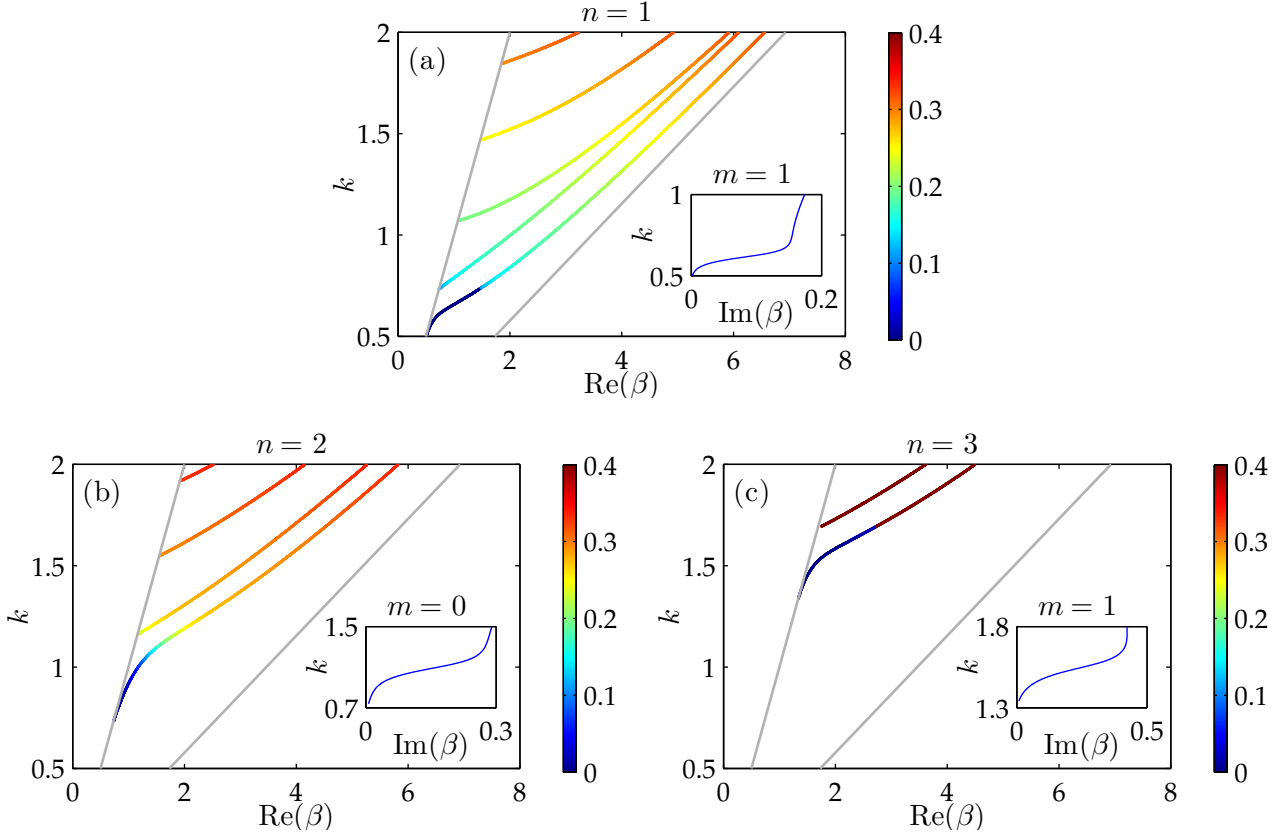 n = 1
(a)
2
1.5
1
0.5
k
0 2 4 6 8
Re(β)
0.4
0.3
0.2
0.1
0
m = 1
1
0.5
k
0 0.2
Im(β)
n = 2
(b)
2
1.5
1
0.5
k
0 2 4 6 8
Re(β)
0.4
0.3
0.2
0.1
0
m = 0
1.5
0.7
k
0 0.3
Im(β)
n = 3
(c)
2
1.5
1
0.5
k
0 2 4 6 8
Re(β)
0.4
0.3
0.2
0.1
0
m = 1
1.8
1.3
k
0 0.5
Im(β)